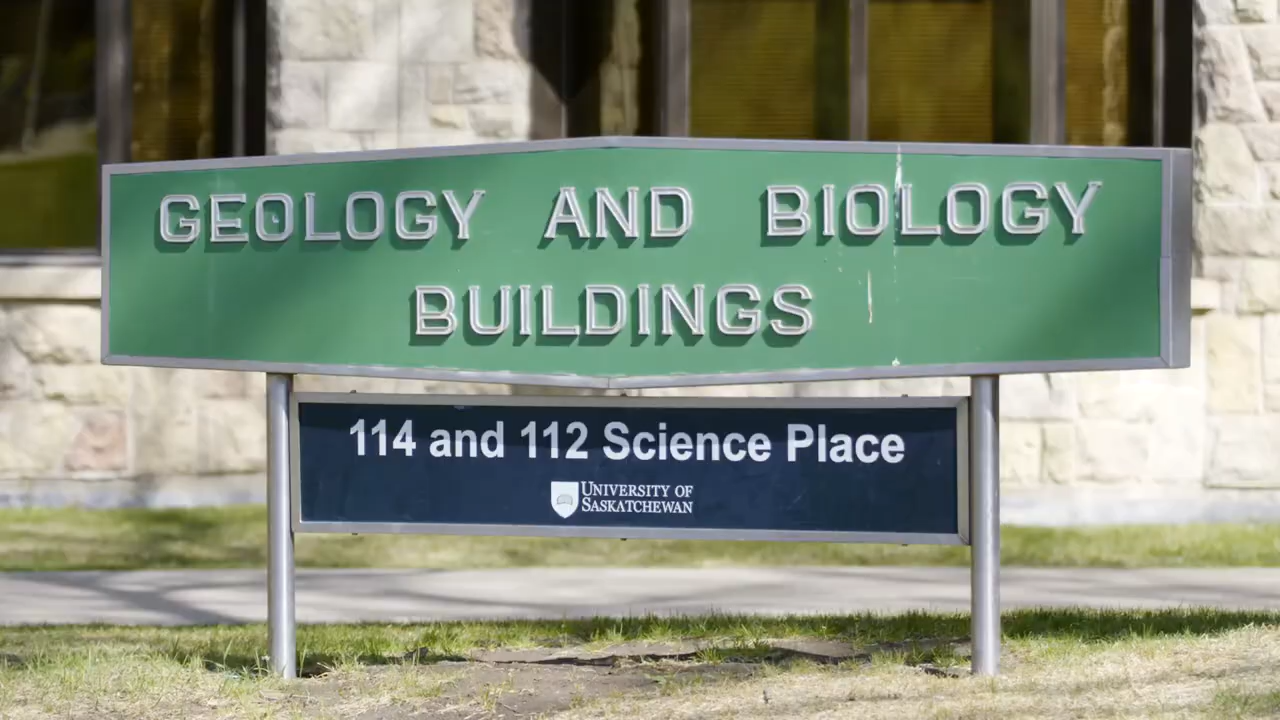 GEOLOGY AND BIOLOGY
BUILDINGS
114 and 112 Science Place
UNIVERSITY OF
SASKATCHEWAN